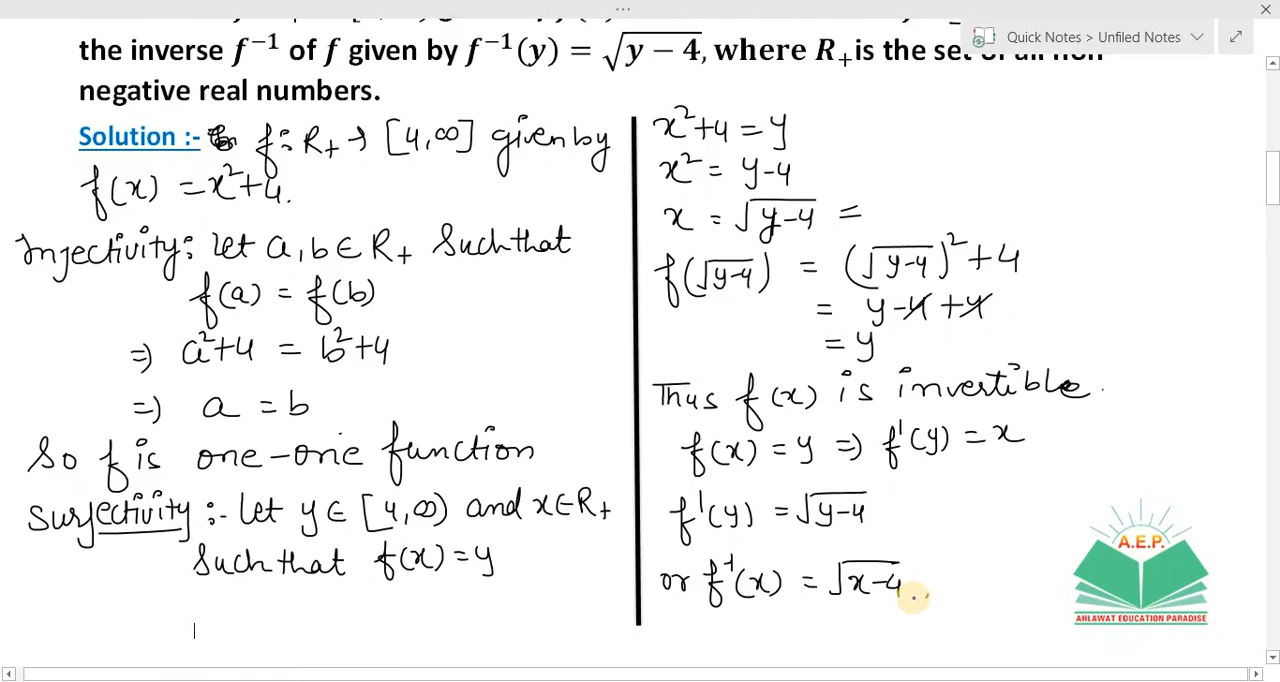 Quick Notes > Unfiled Notes
the inverse f⁻¹ of f given by f⁻¹(y) = √(y − 4), where R₊ is the set of all non
negative real numbers.
Solution :- f: R₊ → [4,∞] given by
f(x) = x²+4.
Injectivity: let a,b ∈ R₊ such that
f(a) = f(b)
⇒ a²+4 = b²+4
⇒ a = b
So f is one-one function
Surjectivity :- let y ∈ [4,∞) and x ∈ R₊
such that f(x) = y
x²+4 = y
x² = y-4
x = √(y-4) =
f(√(y-4)) = (√(y-4))² + 4
= y-4+4
= y
Thus f(x) is invertible.
f(x) = y ⇒ f⁻¹(y) = x
f⁻¹(y) = √(y-4)
or f⁻¹(x) = √(x-4)
A.E.P.
AHLAWAT EDUCATION PARADISE